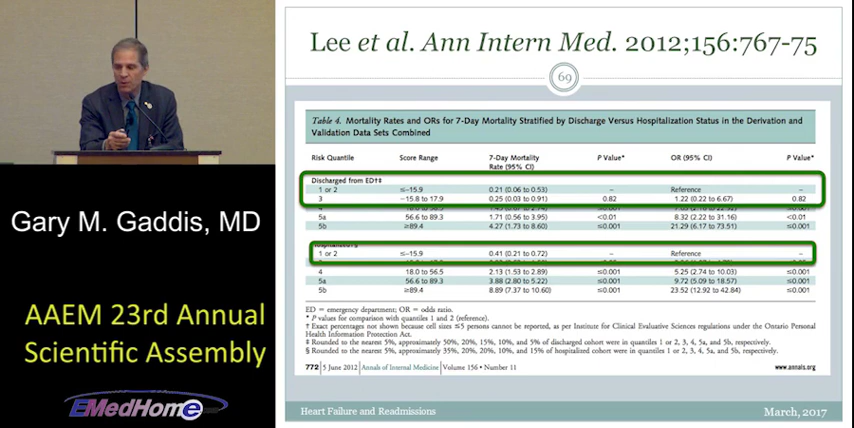 Lee et al. Ann Intern Med. 2012;156:767-75
69
Table 4. Mortality Rates and ORs for 7-Day Mortality Stratified by Discharge Versus Hospitalization Status in the Derivation and
Validation Data Sets Combined
Risk Quantile Score Range 7-Day Mortality Rate (95% CI) P Value* OR (95% CI) P Value*
Discharged from ED†‡
1 or 2 ≤−15.9 0.21 (0.06 to 0.53) – Reference –
3 −15.8 to 17.9 0.25 (0.03 to 0.91) 0.82 1.22 (0.22 to 6.67) 0.82
5a 56.6 to 89.3 1.71 (0.56 to 3.95) <0.01 8.32 (2.22 to 31.16) <0.01
5b ≥89.4 4.27 (1.73 to 8.60) ≤0.001 21.29 (6.17 to 73.51) ≤0.001
1 or 2 ≤−15.9 0.41 (0.21 to 0.72) – Reference –
4 18.0 to 56.5 2.13 (1.53 to 2.89) ≤0.001 5.25 (2.74 to 10.03) ≤0.001
5a 56.6 to 89.3 3.88 (2.80 to 5.22) ≤0.001 9.72 (5.09 to 18.57) ≤0.001
5b ≥89.4 8.89 (7.37 to 10.60) ≤0.001 23.52 (12.92 to 42.84) ≤0.001
ED = emergency department; OR = odds ratio.
* P values for comparison with quantiles 1 and 2 (reference).
† Exact percentages not shown because cell sizes ≤5 persons cannot be reported, as per Institute for Clinical Evaluative Sciences regulations under the Ontario Personal
Health Information Protection Act.
‡ Rounded to the nearest 5%, approximately 50%, 20%, 15%, 10%, and 5% of discharged cohort were in quantiles 1 or 2, 3, 4, 5a, and 5b, respectively.
§ Rounded to the nearest 5%, approximately 35%, 20%, 20%, 10%, and 15% of hospitalized cohort were in quantiles 1 or 2, 3, 4, 5a, and 5b, respectively.
772 5 June 2012 Annals of Internal Medicine Volume 156 • Number 11 www.annals.org
Heart Failure and Readmissions March, 2017
Gary M. Gaddis, MD
AAEM 23rd Annual
Scientific Assembly
EMedHome